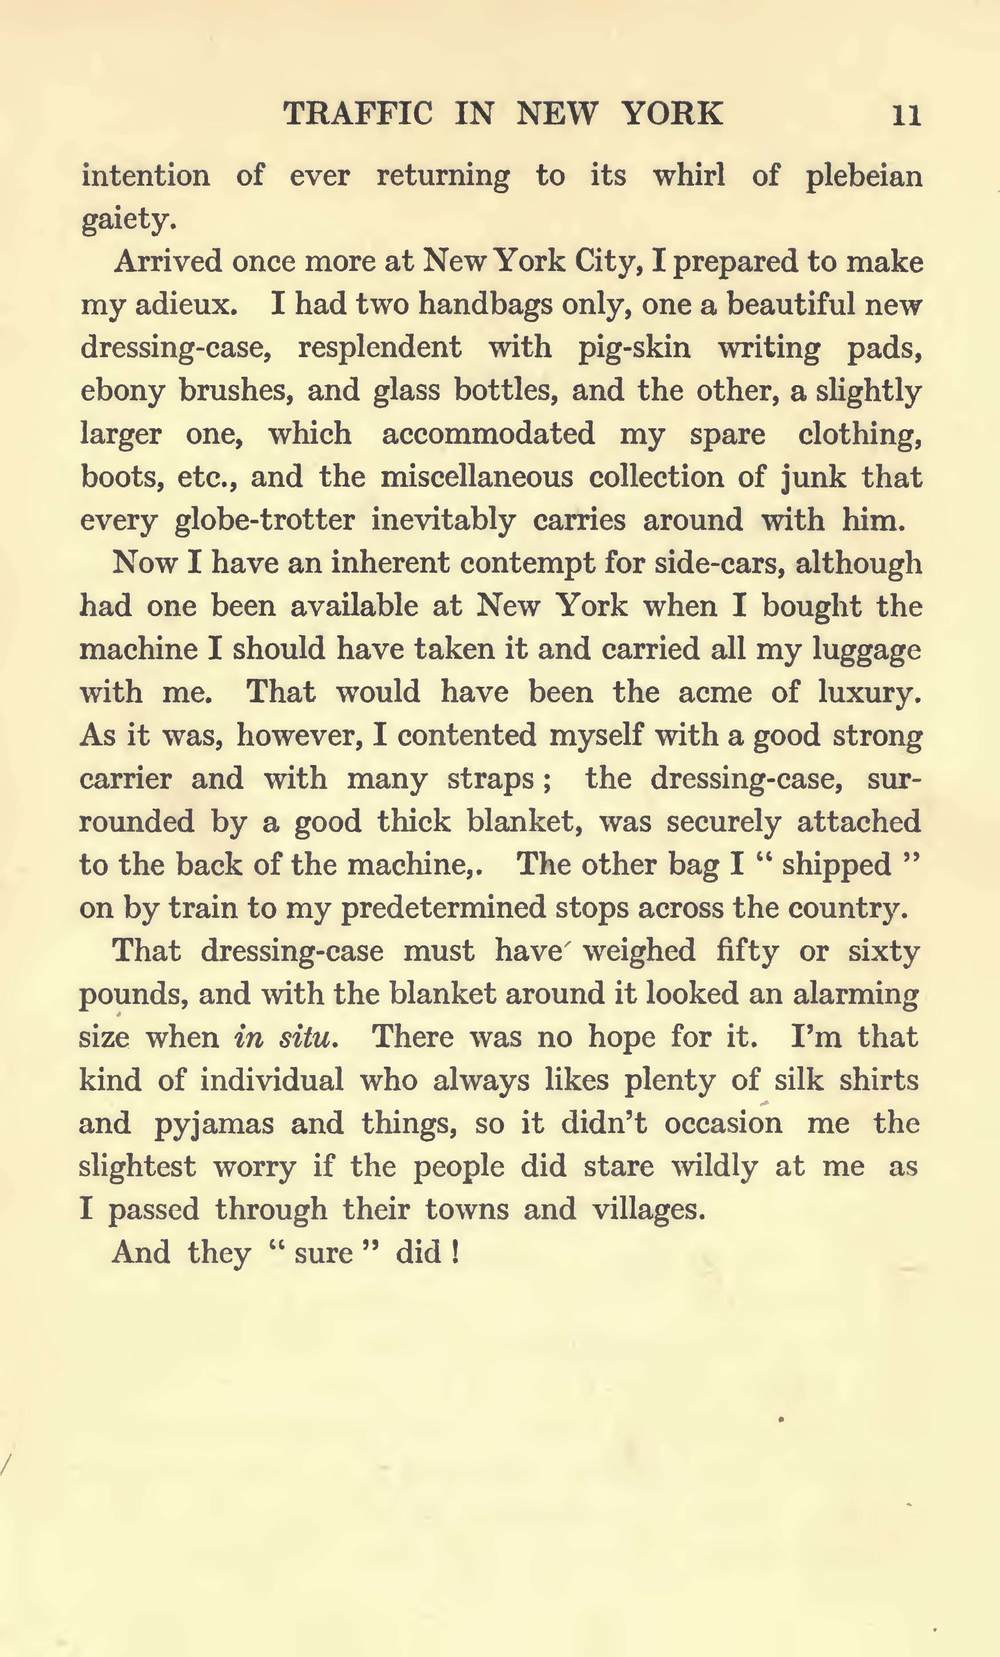 TRAFFIC IN NEW YORK 11
intention of ever returning to its whirl of plebeian
gaiety.
Arrived once more at New York City, I prepared to make
my adieux. I had two handbags only, one a beautiful new
dressing-case, resplendent with pig-skin writing pads,
ebony brushes, and glass bottles, and the other, a slightly
larger one, which accommodated my spare clothing,
boots, etc., and the miscellaneous collection of junk that
every globe-trotter inevitably carries around with him.
Now I have an inherent contempt for side-cars, although
had one been available at New York when I bought the
machine I should have taken it and carried all my luggage
with me. That would have been the acme of luxury.
As it was, however, I contented myself with a good strong
carrier and with many straps ; the dressing-case, sur-
rounded by a good thick blanket, was securely attached
to the back of the machine,. The other bag I “ shipped ”
on by train to my predetermined stops across the country.
That dressing-case must have weighed fifty or sixty
pounds, and with the blanket around it looked an alarming
size when in situ. There was no hope for it. I’m that
kind of individual who always likes plenty of silk shirts
and pyjamas and things, so it didn’t occasion me the
slightest worry if the people did stare wildly at me as
I passed through their towns and villages.
And they “ sure ” did !